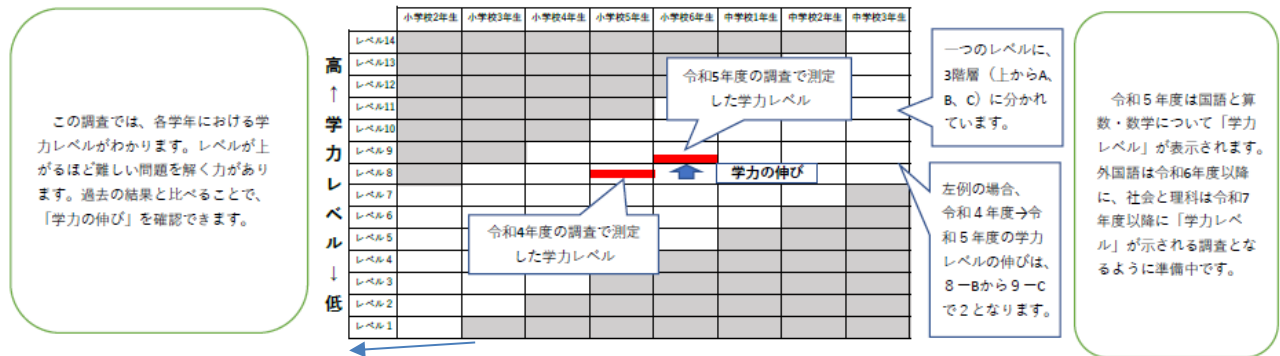 この調査では、各学年における学
力レベルがわかります。レベルが上
がるほど難しい問題を解く力があり
ます。過去の結果と比べることで、
「学力の伸び」を確認できます。
高↑学力レベル↓低
小学校2年生 小学校3年生 小学校4年生 小学校5年生 小学校6年生 中学校1年生 中学校2年生 中学校3年生
レベル14
レベル13
レベル12
レベル11
レベル10
レベル9
レベル8
レベル7
レベル6
レベル5
レベル4
レベル3
レベル2
レベル1
令和5年度の調査で測定
した学力レベル
学力の伸び
令和4年度の調査で測定
した学力レベル
一つのレベルに、
3階層（上からA、
B、C）に分かれ
ています。
左例の場合、
令和４年度→令
和５年度の学力
レベルの伸びは、
８－Bから９－C
で２となります。
令和５年度は国語と算
数・数学について「学力
レベル」が表示されます。
外国語は令和6年度以降
に、社会と理科は令和7
年度以降に「学力レベ
ル」が示される調査とな
るように準備中です。